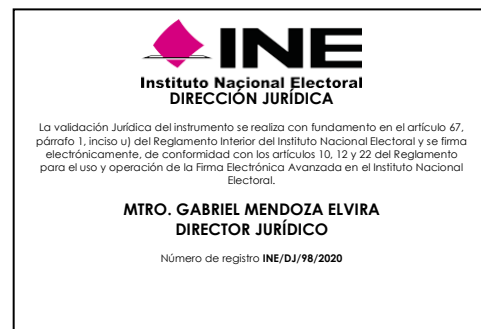 INE
Instituto Nacional Electoral
DIRECCIÓN JURÍDICA
La validación Jurídica del instrumento se realiza con fundamento en el artículo 67,
párrafo 1, inciso u) del Reglamento Interior del Instituto Nacional Electoral y se firma
electrónicamente, de conformidad con los artículos 10, 12 y 22 del Reglamento
para el uso y operación de la Firma Electrónica Avanzada en el Instituto Nacional
Electoral.
MTRO. GABRIEL MENDOZA ELVIRA
DIRECTOR JURÍDICO
Número de registro INE/DJ/98/2020